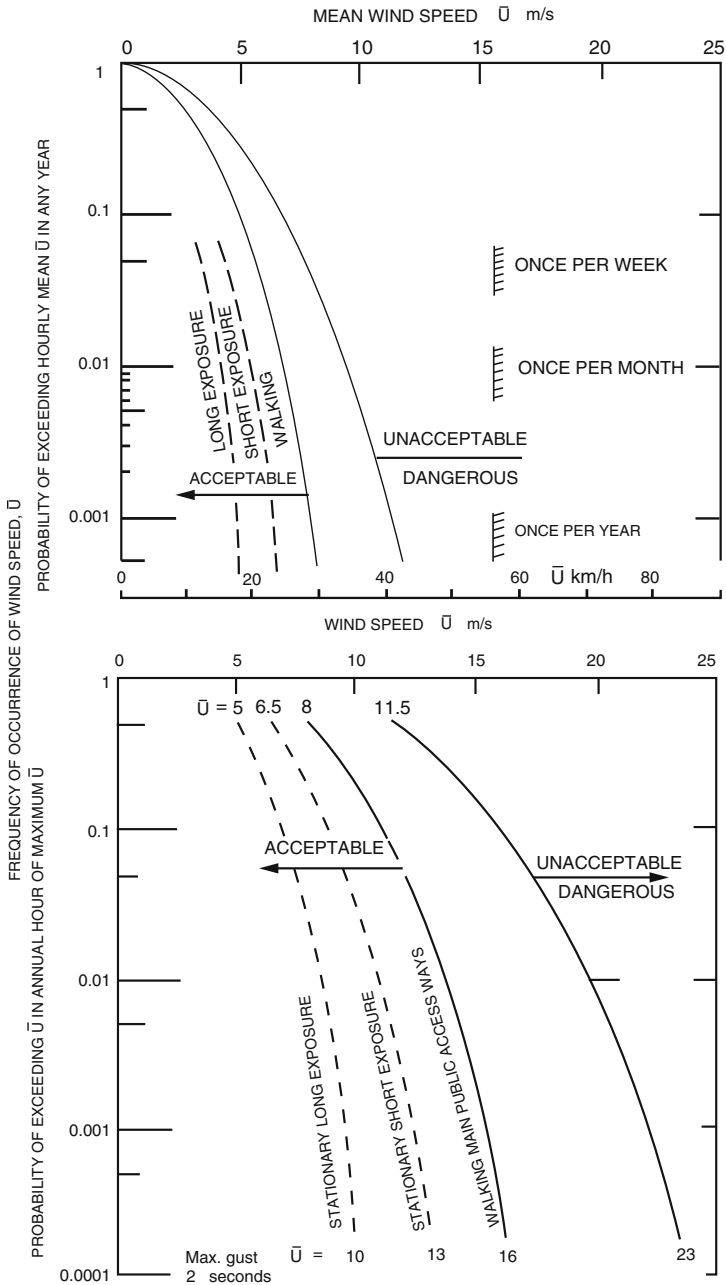 MEAN WIND SPEED Ū m/s
0 5 10 15 20 25
1
0.1
0.01
0.001
FREQUENCY OF OCCURRENCE OF WIND SPEED, Ū
PROBABILITY OF EXCEEDING HOURLY MEAN Ū IN ANY YEAR
ONCE PER WEEK
ONCE PER MONTH
ONCE PER YEAR
LONG EXPOSURE
SHORT EXPOSURE
WALKING
UNACCEPTABLE
DANGEROUS
ACCEPTABLE
0 20 40 60 Ū km/h 80
WIND SPEED Ū m/s
0 5 10 15 20 25
1
0.1
0.01
0.001
0.0001
PROBABILITY OF EXCEEDING Ū IN ANNUAL HOUR OF MAXIMUM Ū
Ū = 5 6.5 8 11.5
ACCEPTABLE
UNACCEPTABLE
DANGEROUS
STATIONARY LONG EXPOSURE
STATIONARY SHORT EXPOSURE
WALKING MAIN PUBLIC ACCESS WAYS
Max. gust Ū = 10 13 16 23
2 seconds